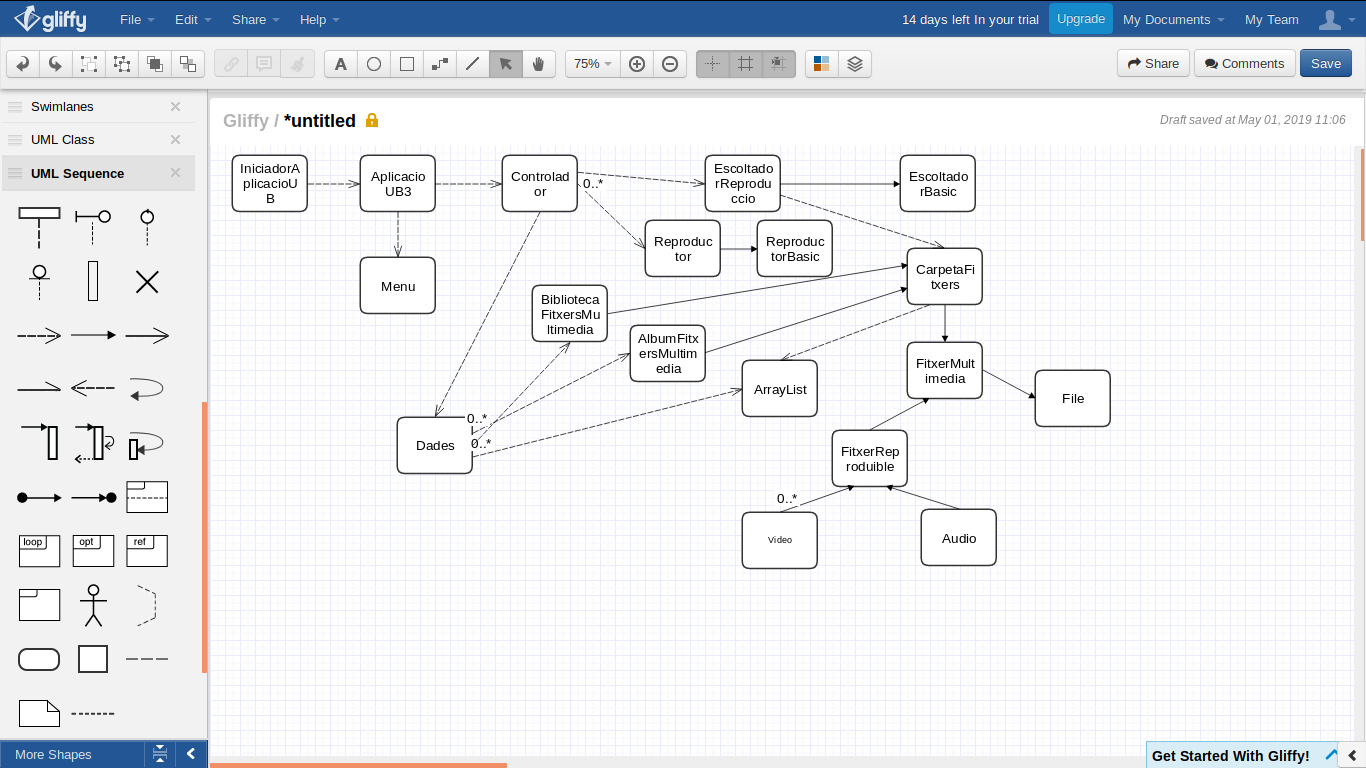 gliffy
File
Edit
Share
Help
14 days left In your trial
Upgrade
My Documents
My Team
A
75%
Share
Comments
Save
Swimlanes
UML Class
UML Sequence
loop
opt
ref
More Shapes
Gliffy / *untitled
Draft saved at May 01, 2019 11:06
IniciadorA
plicacioU
B
Aplicacio
UB3
Controlad
or
0..*
Escoltado
rReprodu
ccio
Escoltado
rBasic
Reproduc
tor
Reproduc
torBasic
Menu
CarpetaFi
txers
Biblioteca
FitxersMu
ltimedia
AlbumFitx
ersMultim
edia
ArrayList
FitxerMult
imedia
File
0..*
0..*
Dades
FitxerRep
roduible
0..*
Video
Audio
Get Started With Gliffy!